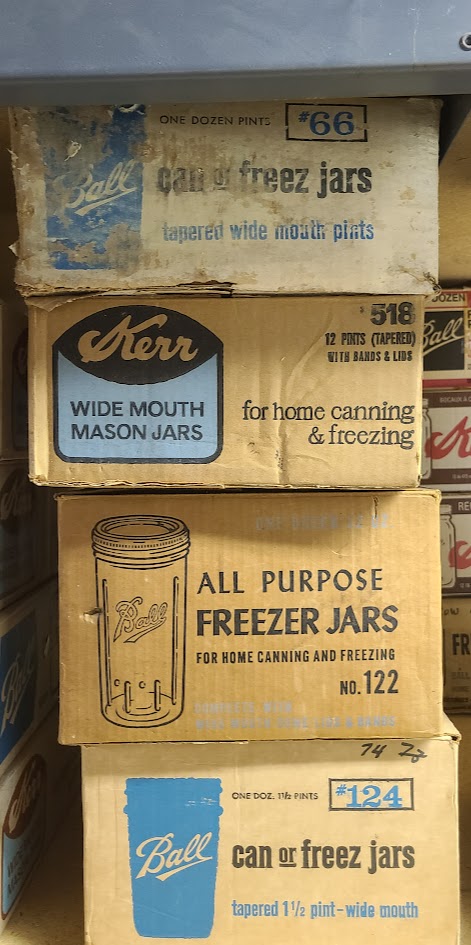 ONE DOZEN PINTS
#66
Ball
can or freez jars
tapered wide mouth pints
Kerr
518
12 PINTS (TAPERED)
WITH BANDS & LIDS
WIDE MOUTH
MASON JARS
for home canning
& freezing
DOZEN
Ball
ALL PURPOSE
FREEZER JARS
FOR HOME CANNING AND FREEZING
NO. 122
Ball
74
ONE DOZ. 1½ PINTS
#124
Ball
can or freez jars
tapered 1½ pint-wide mouth